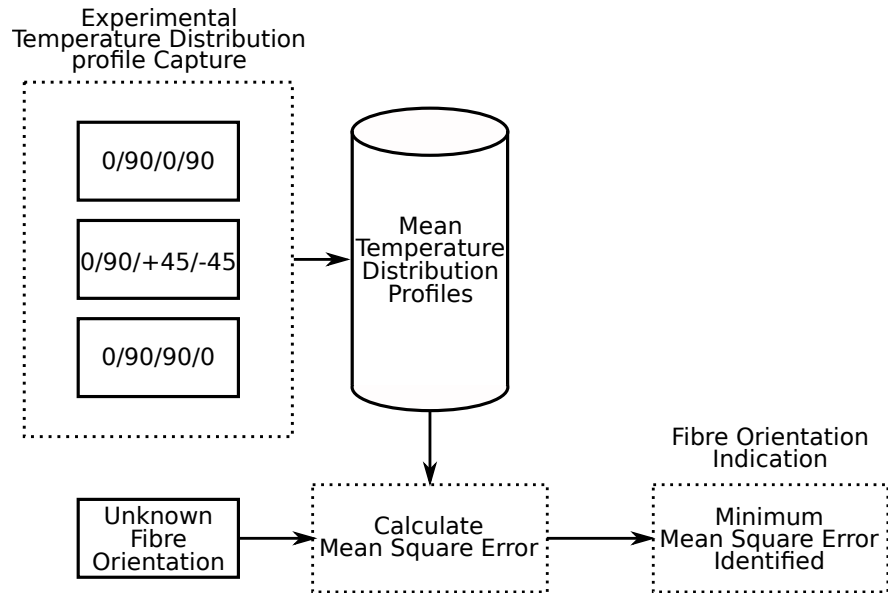 Experimental
Temperature Distribution
profile Capture
0/90/0/90
0/90/+45/-45
0/90/90/0
Mean
Temperature
Distribution
Profiles
Unknown
Fibre
Orientation
Calculate
Mean Square Error
Fibre Orientation
Indication
Minimum
Mean Square Error
Identified